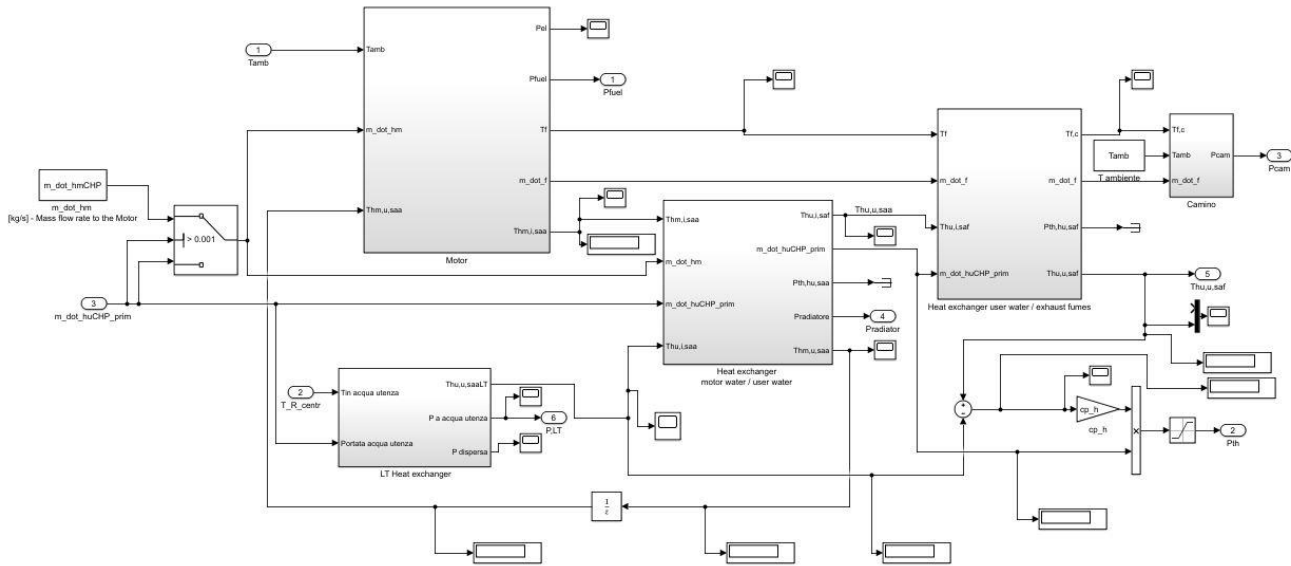 Tamb
1
Tamb
m_dot_hm
Thm,u,saa
Pel
Pfuel
Tf
m_dot_f
Thm,i,saa
Motor
1
Pfuel
m_dot_hmCHP
m_dot_hm
[kg/s] - Mass flow rate to the Motor
> 0.001
3
m_dot_huCHP_prim
Thm,i,saa
m_dot_hm
m_dot_huCHP_prim
Thu,i,saa
Thu,i,saf
m_dot_huCHP_prim
Pth,hu,saa
Pradiatore
Thm,u,saa
Heat exchanger
motor water / user water
Thu,u,saa
4
Pradiator
Tf
m_dot_f
Thu,i,saf
m_dot_huCHP_prim
Tf,c
m_dot_f
Pth,hu,saf
Thu,u,saf
Heat exchanger user water / exhaust fumes
Tamb
T ambiente
Tf,c
Tamb
m_dot_f
Pcam
Camino
3
Pcam
5
Thu,u,saf
2
T_R_centr
Tin acqua utenza
Portata acqua utenza
Thu,u,saaLT
P a acqua utenza
P dispersa
LT Heat exchanger
6
P,LT
+
-
cp_h
cp_h
×
2
Pth
1
z